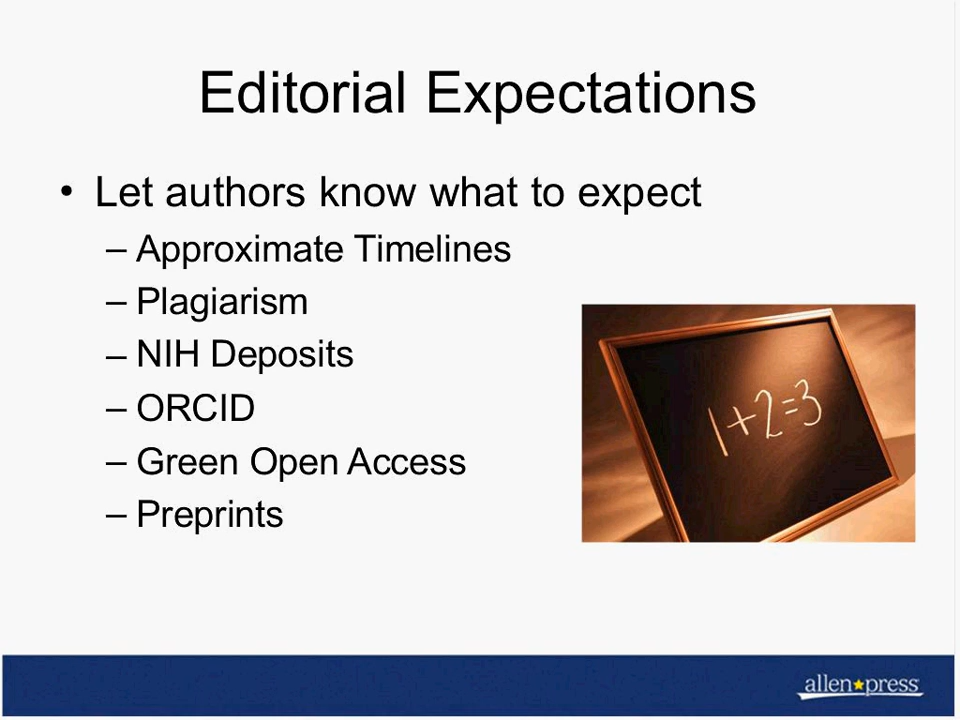 Editorial Expectations
• Let authors know what to expect
– Approximate Timelines
– Plagiarism
– NIH Deposits
– ORCID
– Green Open Access
– Preprints
1+2=3
allen press